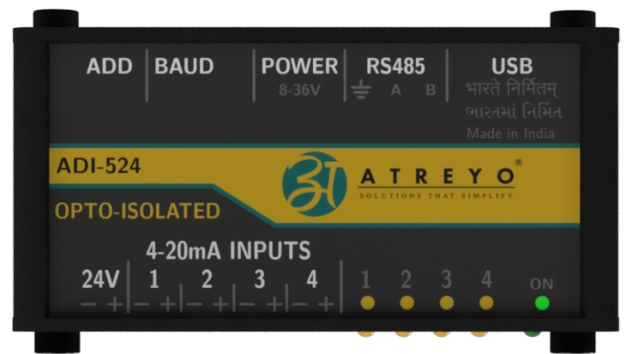 ADD BAUD POWER RS485 USB
8-36V A B
भारते निर्मितम्
ભારતમાં નિર્મિત
Made in India
ADI-524
अ ATREYO®
SOLUTIONS THAT SIMPLIFY
OPTO-ISOLATED
4-20mA INPUTS
24V 1 2 3 4 1 2 3 4 ON
− + − + − + − + − +